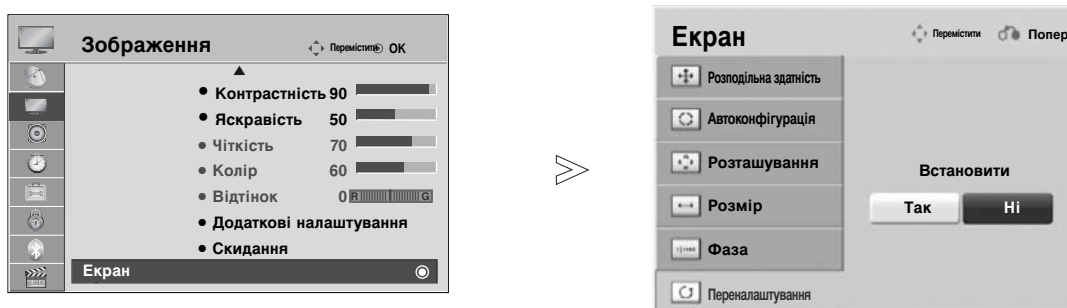 Зображення
Перемістити OK
Контрастність 90
Яскравість 50
Чіткість 70
Колір 60
Відтінок 0 R G
Додаткові налаштування
Скидання
Екран
Екран
Перемістити Попер
Розподільна здатність
Автоконфігурація
Розташування
Розмір
Фаза
Переналаштування
Встановити
Так Ні